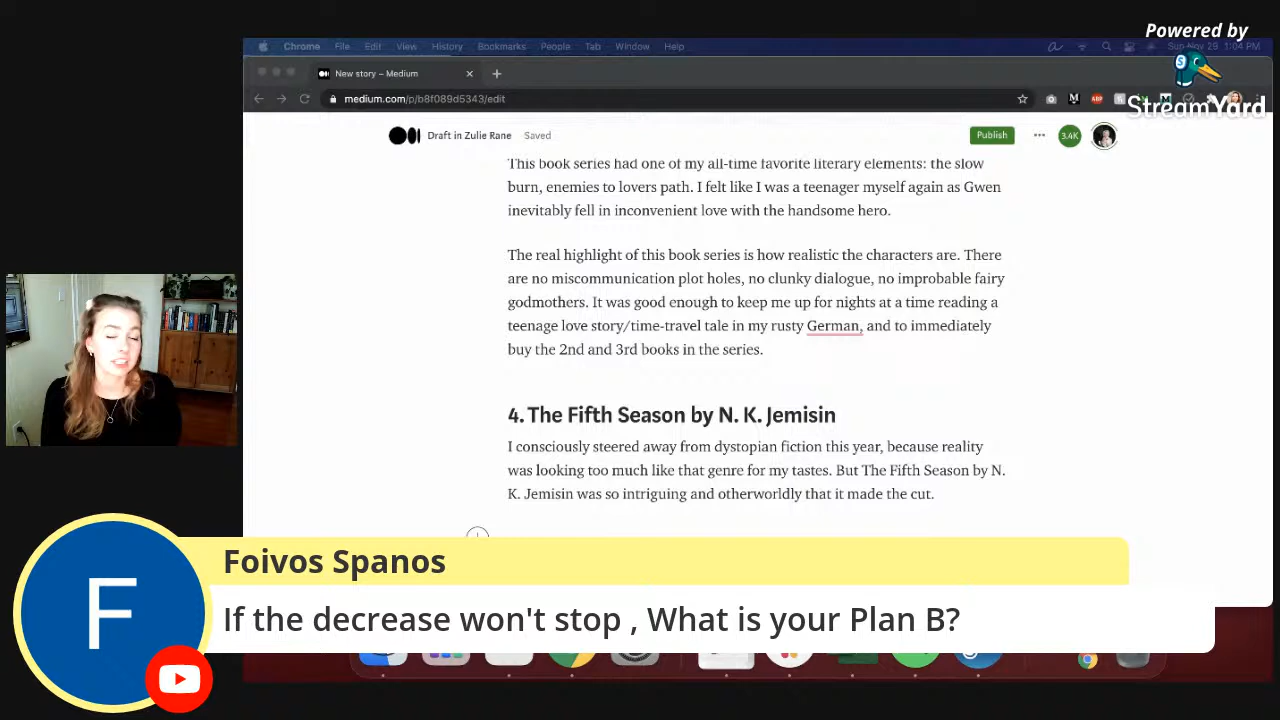 Powered by
StreamYard
Chrome File Edit View History Bookmarks People Tab Window Help
Sun Nov 29 1:04 PM
New story – Medium
medium.com/p/b8f089d5343/edit
ABP
Draft in Zulie Rane Saved
Publish
3.4K
This book series had one of my all-time favorite literary elements: the slow
burn, enemies to lovers path. I felt like I was a teenager myself again as Gwen
inevitably fell in inconvenient love with the handsome hero.
The real highlight of this book series is how realistic the characters are. There
are no miscommunication plot holes, no clunky dialogue, no improbable fairy
godmothers. It was good enough to keep me up for nights at a time reading a
teenage love story/time-travel tale in my rusty German, and to immediately
buy the 2nd and 3rd books in the series.
4. The Fifth Season by N. K. Jemisin
I consciously steered away from dystopian fiction this year, because reality
was looking too much like that genre for my tastes. But The Fifth Season by N.
K. Jemisin was so intriguing and otherworldly that it made the cut.
F
Foivos Spanos
If the decrease won't stop , What is your Plan B?